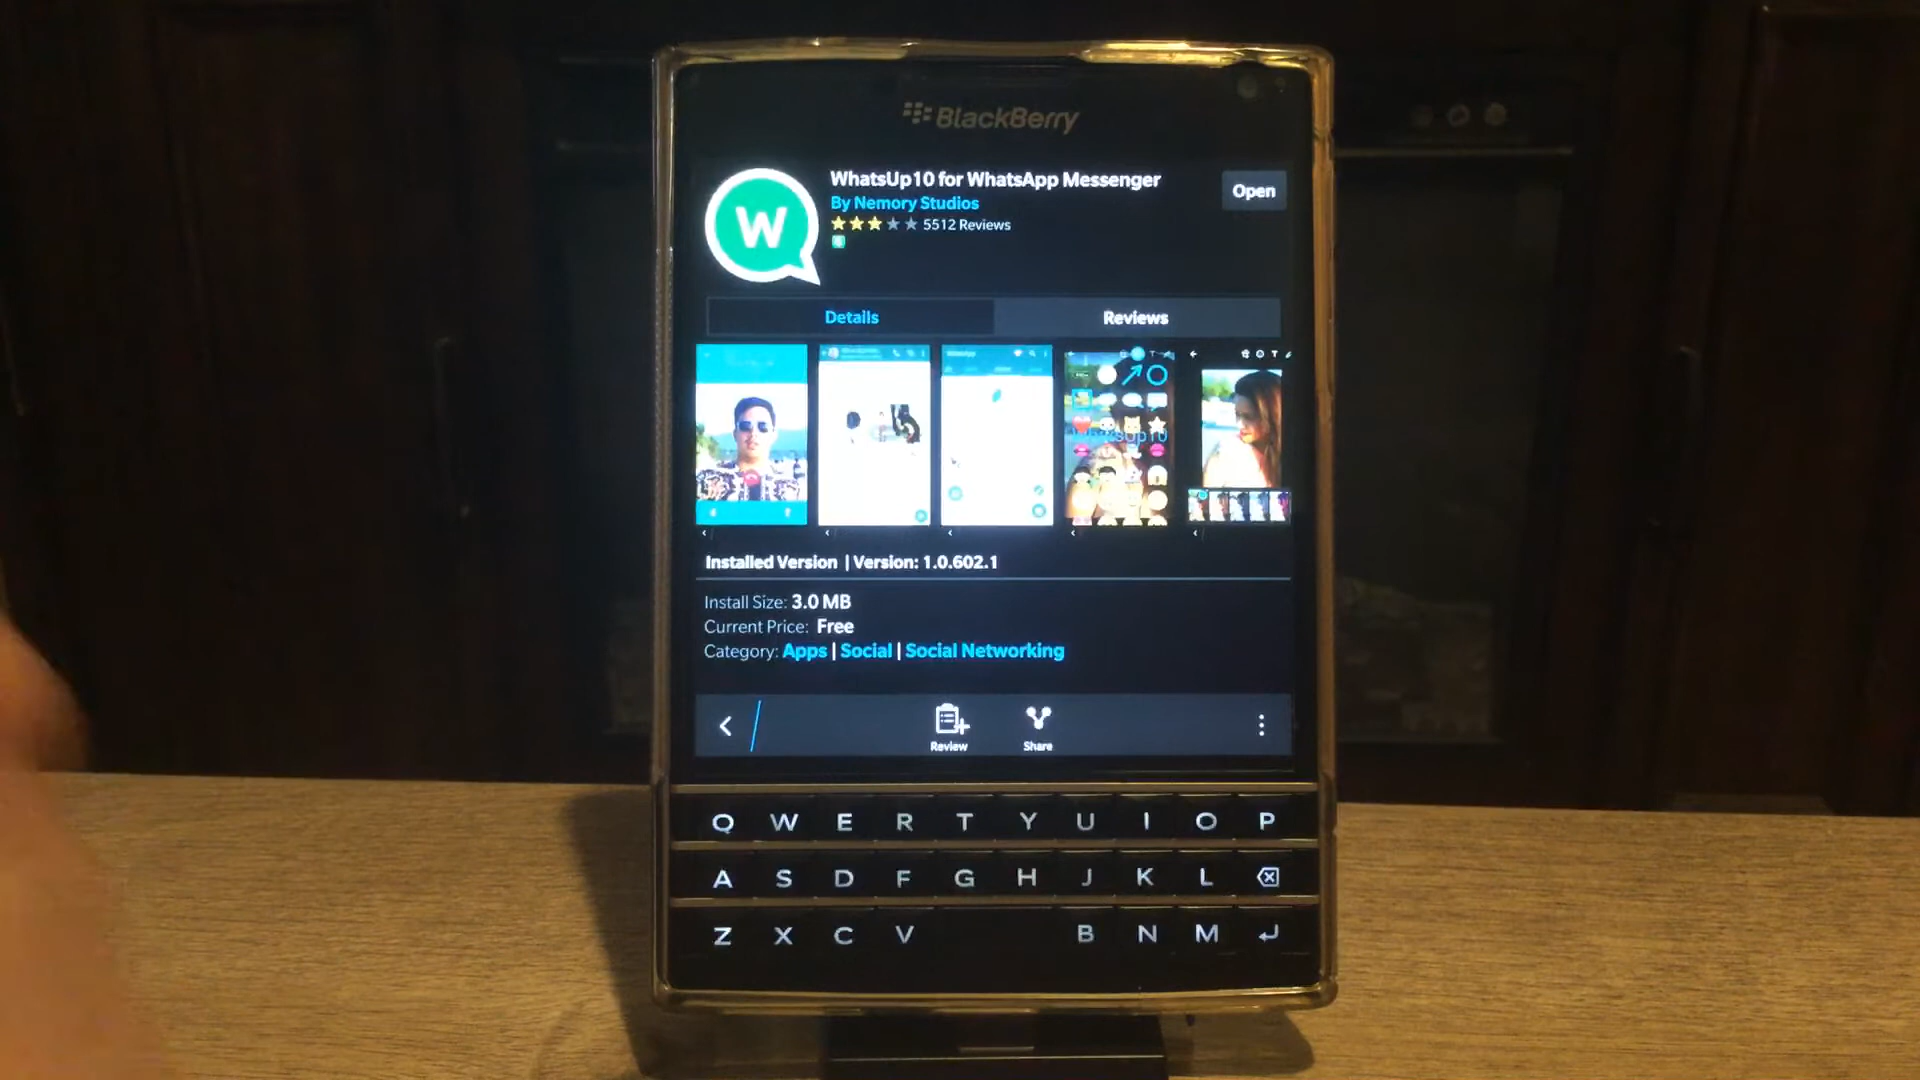 BlackBerry
W
WhatsUp10 for WhatsApp Messenger
Open
By Nemory Studios
5512 Reviews
Details
Reviews
Installed Version | Version: 1.0.602.1
Install Size: 3.0 MB
Current Price: Free
Category: Apps | Social | Social Networking
Review
Share
Q W E R T Y U I O P
A S D F G H J K L
Z X C V B N M